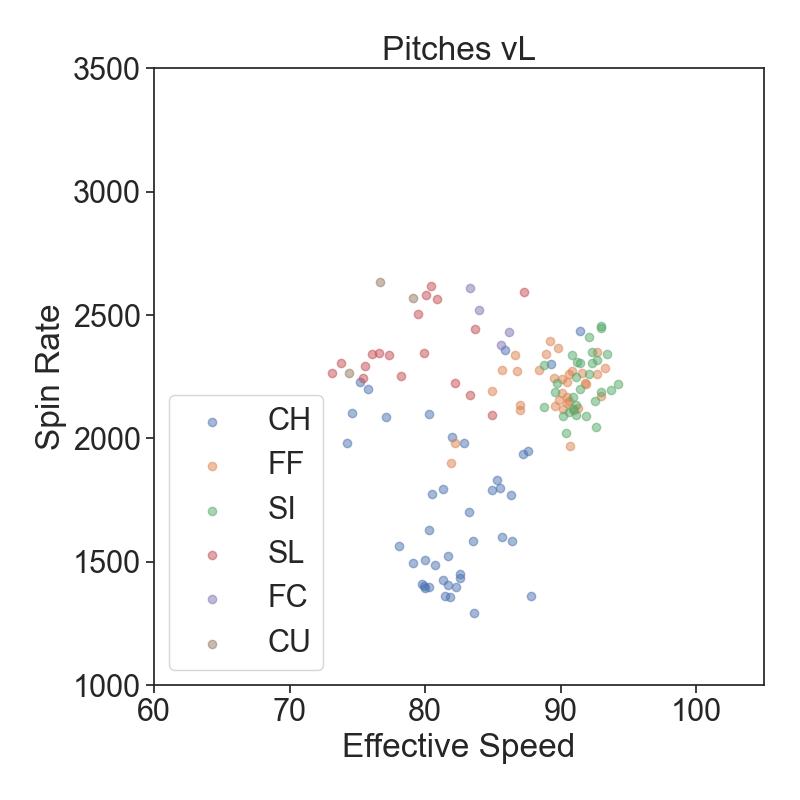 Pitches vL
3500
3000
2500
2000
1500
1000
Spin Rate
CH
FF
SI
SL
FC
CU
60 70 80 90 100
Effective Speed